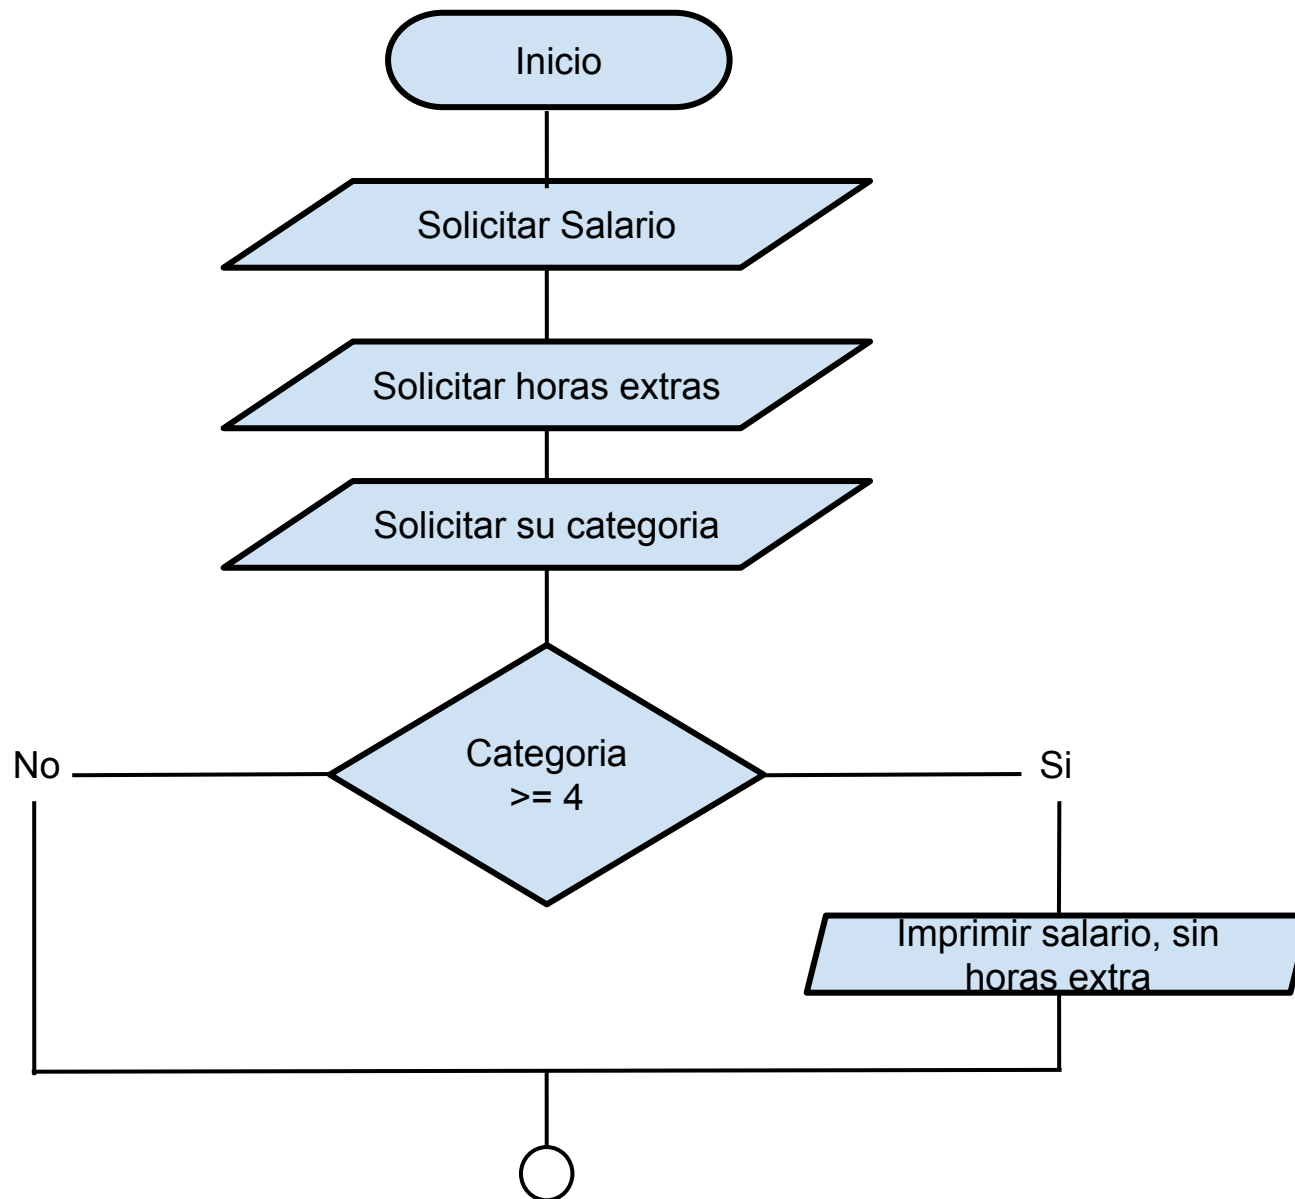 Inicio
Solicitar Salario
Solicitar horas extras
Solicitar su categoria
Categoria
>= 4
No
Si
Imprimir salario, sin
horas extra